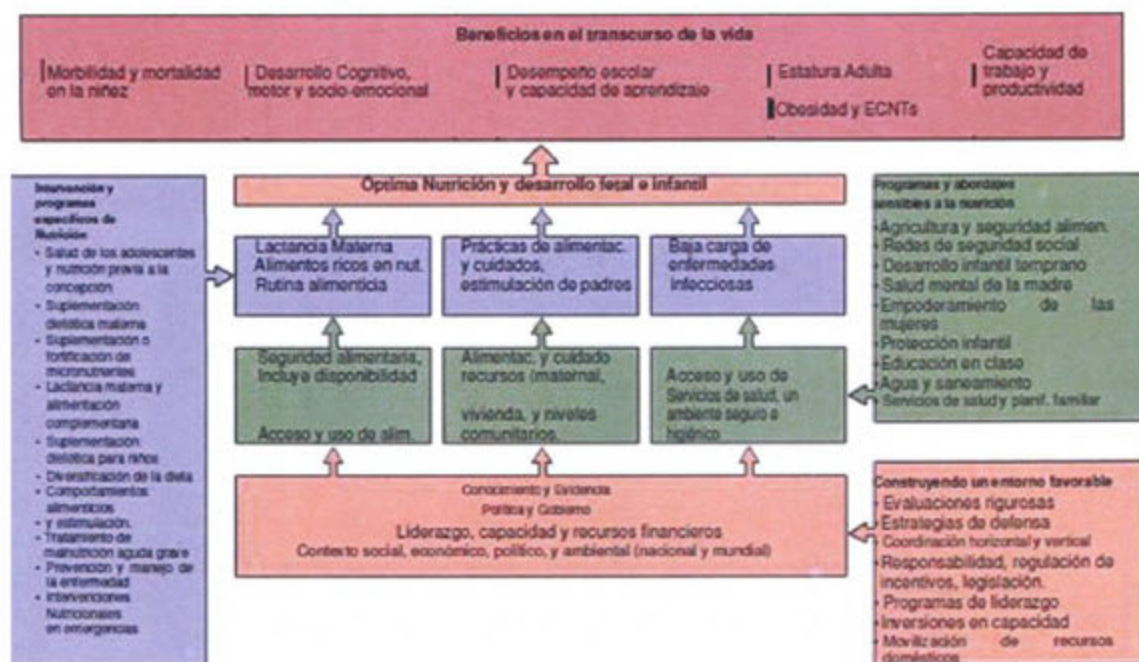 Beneficios en el transcurso de la vida
Morbilidad y mortalidad
en la niñez
Desarrollo Cognitivo,
motor y socio-emocional
Desempeño escolar
y capacidad de aprendizaje
Estatura Adulta
Obesidad y ECNTs
Capacidad de
trabajo y
productividad
Óptima Nutrición y desarrollo fetal e Infantil
Intervención y
programas
específicos de
Nutrición
• Salud de los adolescentes
y nutrición previa a la
concepción
• Suplementación
dietética materna
• Suplementación o
fortificación de
micronutrientes
• Lactancia materna y
alimentación
complementaria
• Suplementación
dietética para niños
• Diversificación de la dieta
• Comportamientos
alimenticios
• y estimulación.
• Tratamiento de
malnutrición aguda grave
• Prevención y manejo de
la enfermedad
• Intervenciones
Nutricionales
en emergencias
Lactancia Materna
Alimentos ricos en nut.
Rutina alimenticia
Prácticas de alimentac.
y cuidados,
estimulación de padres
Baja carga de
enfermedades
infecciosas
Seguridad alimentaria,
Incluye disponibilidad
Acceso y uso de alim.
Alimentac. y cuidado
recursos (maternal,
vivienda, y niveles
comunitarios.
Acceso y uso de
Servicios de salud, un
ambiente seguro e
higiénico
Conocimiento y Evidencia
Política y Gobierno
Liderazgo, capacidad y recursos financieros
Contexto social, económico, político, y ambiental (nacional y mundial)
Programas y abordajes
sensibles a la nutrición
• Agricultura y seguridad alimen.
• Redes de seguridad social
• Desarrollo infantil temprano
• Salud mental de la madre
• Empoderamiento de las
mujeres
• Protección infantil
• Educación en clase
• Agua y saneamiento
• Servicios de salud y planif. familiar
Construyendo un entorno favorable
• Evaluaciones rigurosas
• Estrategias de defensa
• Coordinación horizontal y vertical
• Responsabilidad, regulación de
incentivos, legislación.
• Programas de liderazgo
• Inversiones en capacidad
• Movilización de recursos
domésticos